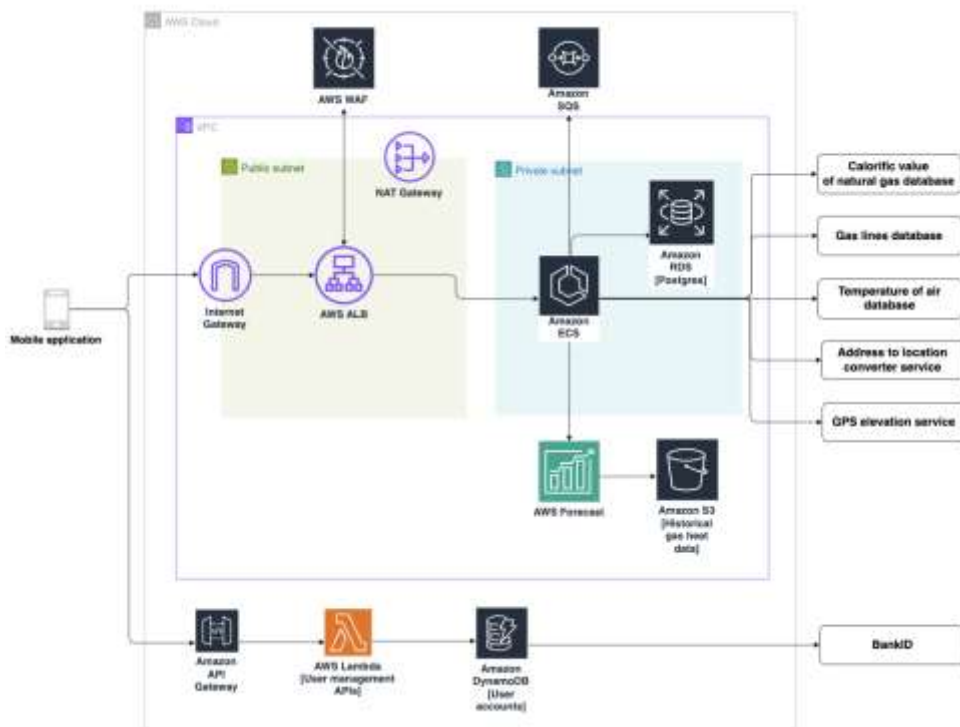 AWS Cloud
AWS WAF
Amazon
SQS
VPC
Public subnet
NAT Gateway
Private subnet
Calorific value
of natural gas database
Amazon
RDS
[Postgres]
Gas lines database
Internet
Gateway
AWS ALB
Amazon
ECS
Temperature of air
database
Mobile application
Address to location
converter service
GPS elevation service
AWS Forecast
Amazon S3
[Historical
gas heat
data]
Amazon
API
Gateway
AWS Lambda
[User management
APIs]
Amazon
DynamoDB
[User
accounts]
BankID